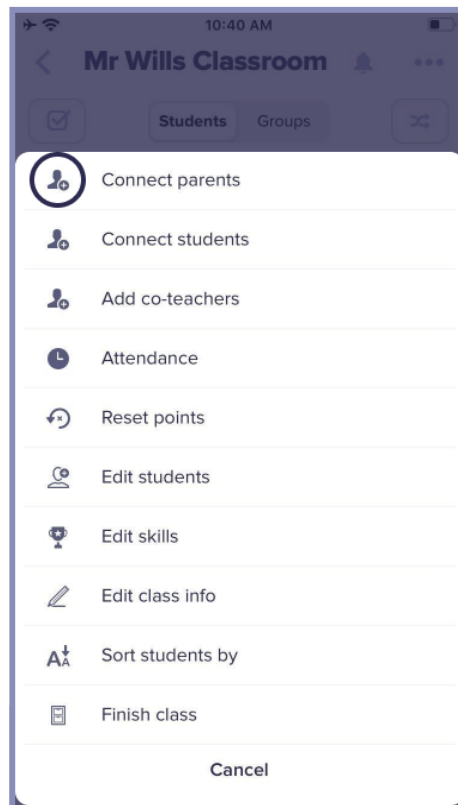 10:40 AM
Mr Wills Classroom
Students Groups
Connect parents
Connect students
Add co-teachers
Attendance
Reset points
Edit students
Edit skills
Edit class info
Sort students by
Finish class
Cancel